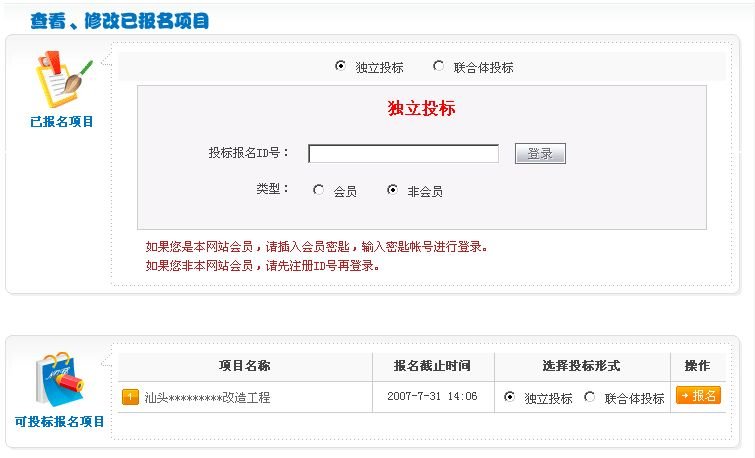 查看、修改已报名项目
独立投标 联合体投标
已报名项目
独立投标
投标报名ID号： 登录
类型： 会员 非会员
如果您是本网站会员，请插入会员密匙，输入密匙帐号进行登录。
如果您非本网站会员，请先注册ID号再登录。
可投标报名项目
项目名称 报名截止时间 选择投标形式 操作
1 汕头*********改造工程 2007-7-31 14:06 独立投标 联合体投标 报名